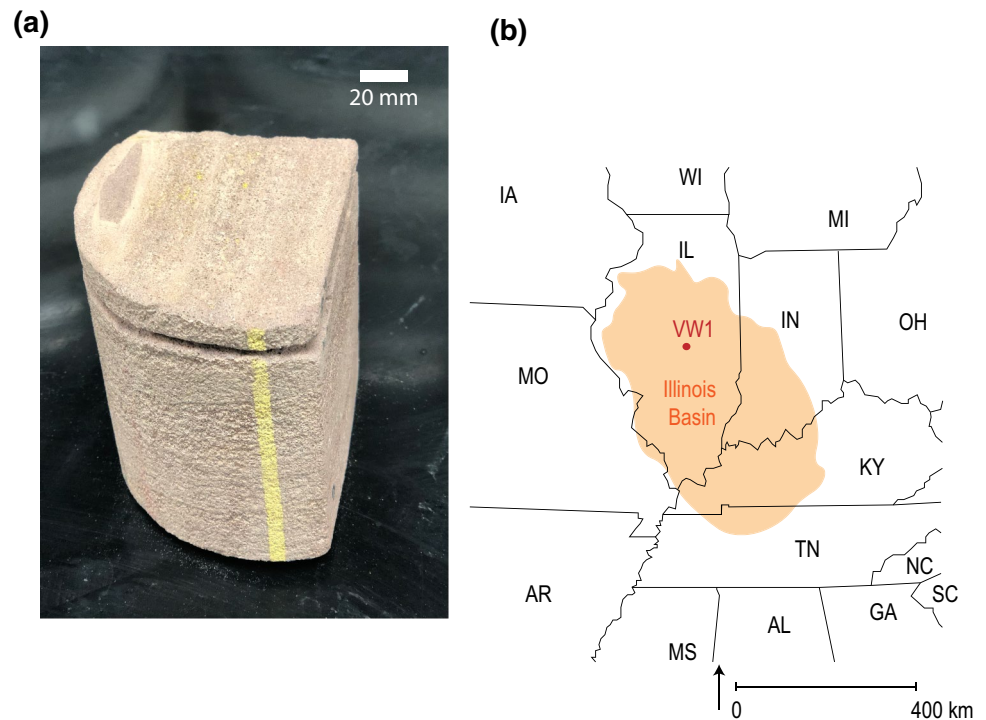 (a)
20 mm
(b)
WI
IA
MI
IL
VW1
IN
OH
MO
Illinois
Basin
KY
TN
NC
AR
SC
GA
AL
MS
0
400 km